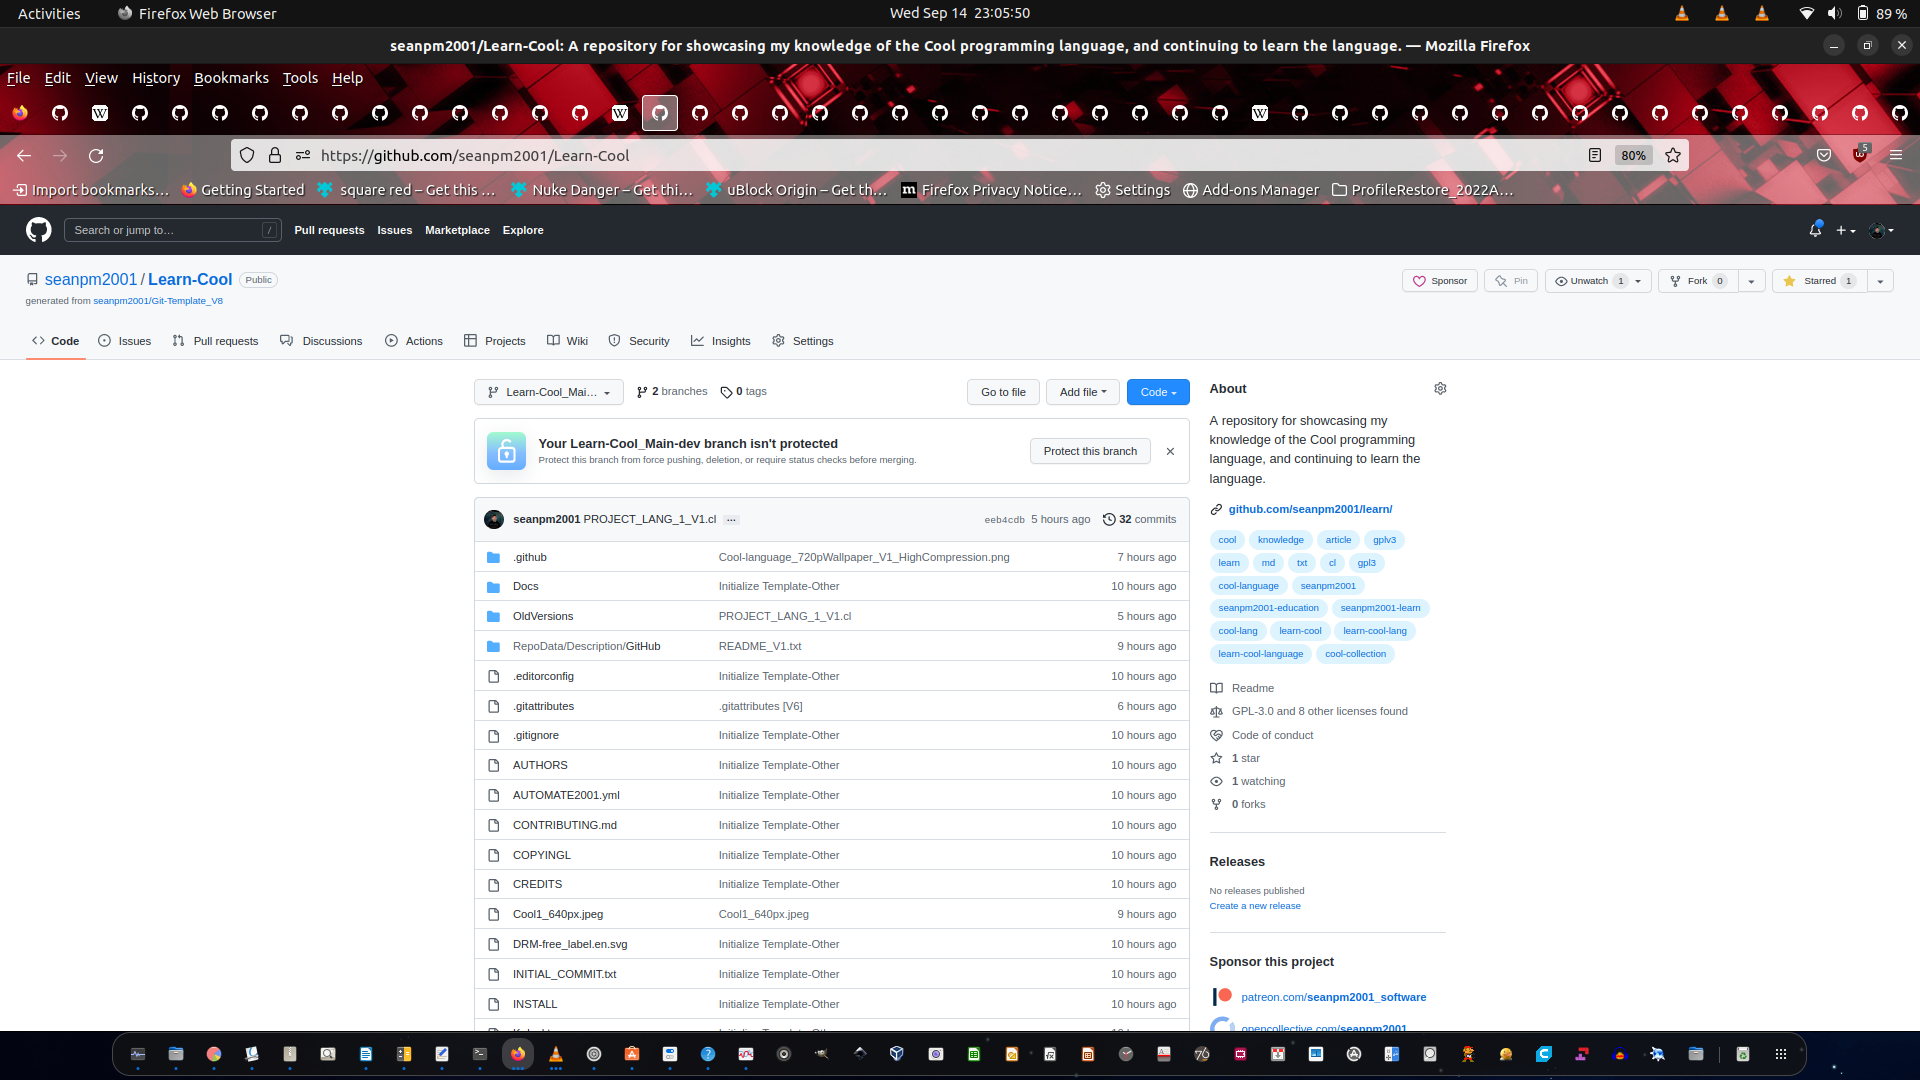 Activities
Firefox Web Browser
Wed Sep 14  23:05:50
89 %
seanpm2001/Learn-Cool: A repository for showcasing my knowledge of the Cool programming language, and continuing to learn the language. — Mozilla Firefox
File Edit View History Bookmarks Tools Help
https://github.com/seanpm2001/Learn-Cool
80%
5
Import bookmarks…
Getting Started
square red – Get this …
Nuke Danger – Get thi…
uBlock Origin – Get th…
Firefox Privacy Notice…
Settings
Add-ons Manager
ProfileRestore_2022A…
Search or jump to…
/
Pull requests
Issues
Marketplace
Explore
seanpm2001 / Learn-Cool
Public
generated from seanpm2001/Git-Template_V8
Sponsor
Pin
Unwatch 1
Fork 0
Starred 1
Code
Issues
Pull requests
Discussions
Actions
Projects
Wiki
Security
Insights
Settings
Learn-Cool_Mai…
2 branches
0 tags
Go to file
Add file
Code
Your Learn-Cool_Main-dev branch isn't protected
Protect this branch from force pushing, deletion, or require status checks before merging.
Protect this branch
seanpm2001 PROJECT_LANG_1_V1.cl
eeb4cdb 5 hours ago
32 commits
.github Cool-language_720pWallpaper_V1_HighCompression.png 7 hours ago
Docs Initialize Template-Other 10 hours ago
OldVersions PROJECT_LANG_1_V1.cl 5 hours ago
RepoData/Description/GitHub README_V1.txt 9 hours ago
.editorconfig Initialize Template-Other 10 hours ago
.gitattributes .gitattributes [V6] 6 hours ago
.gitignore Initialize Template-Other 10 hours ago
AUTHORS Initialize Template-Other 10 hours ago
AUTOMATE2001.yml Initialize Template-Other 10 hours ago
CONTRIBUTING.md Initialize Template-Other 10 hours ago
COPYINGL Initialize Template-Other 10 hours ago
CREDITS Initialize Template-Other 10 hours ago
Cool1_640px.jpeg Cool1_640px.jpeg 9 hours ago
DRM-free_label.en.svg Initialize Template-Other 10 hours ago
INITIAL_COMMIT.txt Initialize Template-Other 10 hours ago
INSTALL Initialize Template-Other 10 hours ago
About
A repository for showcasing my
knowledge of the Cool programming
language, and continuing to learn the
language.
github.com/seanpm2001/learn/
cool knowledge article gplv3
learn md txt cl gpl3
cool-language seanpm2001
seanpm2001-education seanpm2001-learn
cool-lang learn-cool learn-cool-lang
learn-cool-language cool-collection
Readme
GPL-3.0 and 8 other licenses found
Code of conduct
1 star
1 watching
0 forks
Releases
No releases published
Create a new release
Sponsor this project
patreon.com/seanpm2001_software
opencollective.com/seanpm2001